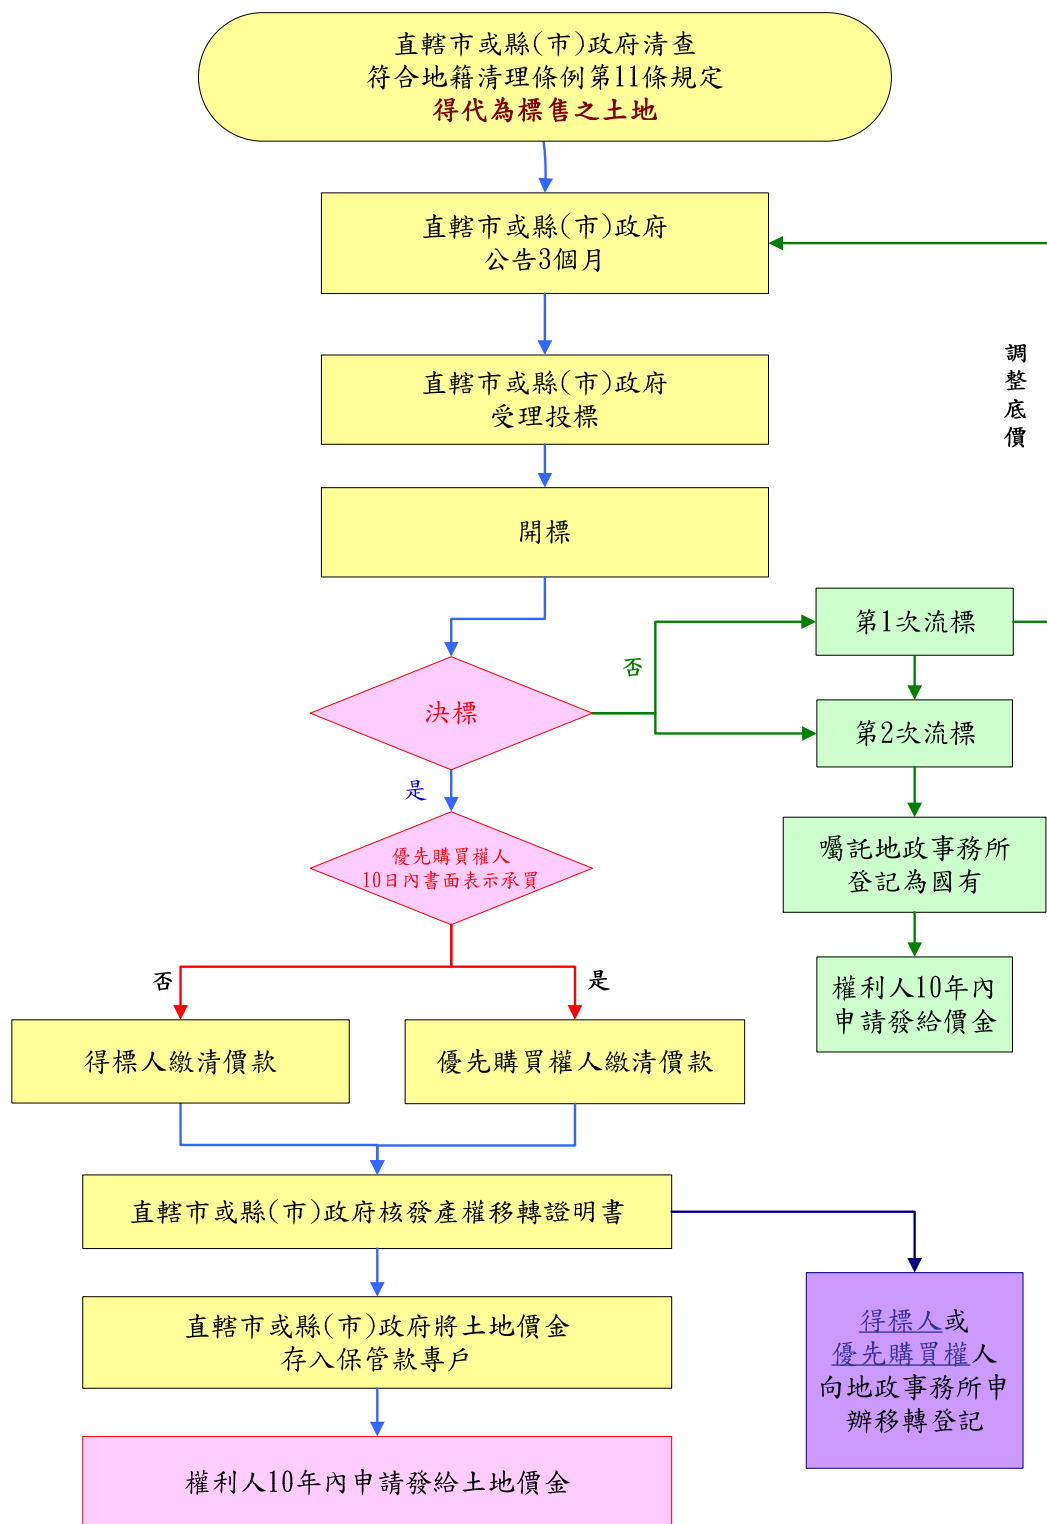 直轄市或縣(市)政府清查
符合地籍清理條例第11條規定
得代為標售之土地
直轄市或縣(市)政府
公告3個月
調
整
底
價
直轄市或縣(市)政府
受理投標
開標
第1次流標
否
決標
第2次流標
是
優先購買權人
10日內書面表示承買
囑託地政事務所
登記為國有
否
是
權利人10年內
申請發給價金
得標人繳清價款
優先購買權人繳清價款
直轄市或縣(市)政府核發產權移轉證明書
直轄市或縣(市)政府將土地價金
存入保管款專戶
得標人或
優先購買權人
向地政事務所申
辦移轉登記
權利人10年內申請發給土地價金